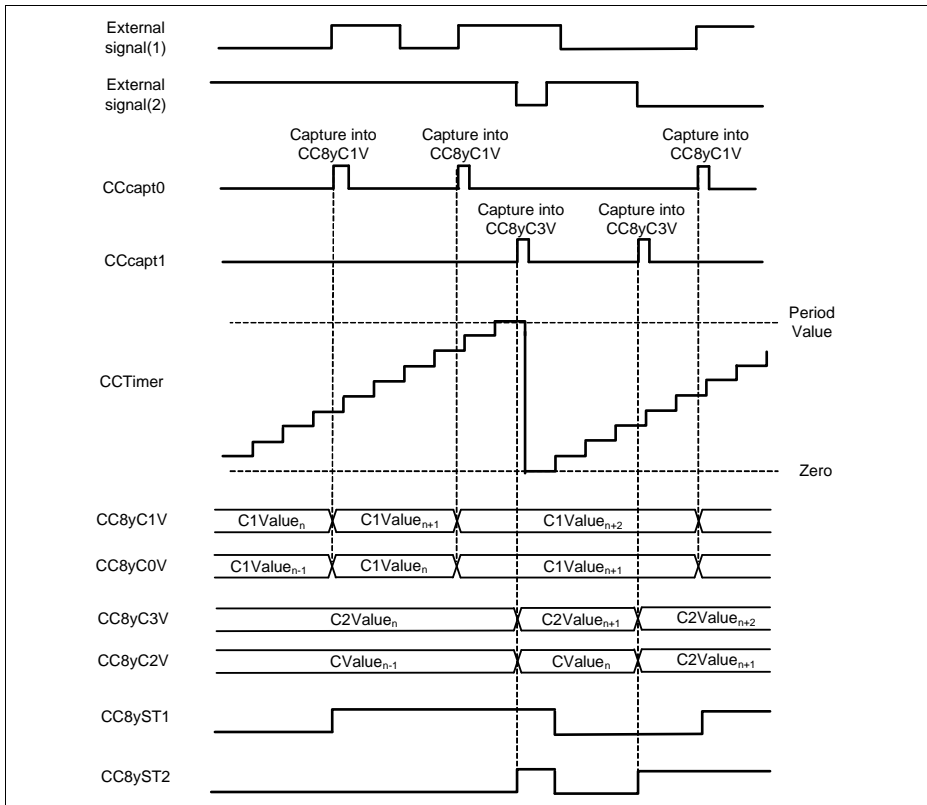 External
signal(1)
External
signal(2)
Capture into
CC8yC1V
Capture into
CC8yC1V
Capture into
CC8yC1V
CCcapt0
Capture into
CC8yC3V
Capture into
CC8yC3V
CCcapt1
Period
Value
CCTimer
Zero
CC8yC1V C1Valueₙ C1Valueₙ₊₁ C1Valueₙ₊₂
CC8yC0V C1Valueₙ₋₁ C1Valueₙ C1Valueₙ₊₁
CC8yC3V C2Valueₙ C2Valueₙ₊₁ C2Valueₙ₊₂
CC8yC2V CValueₙ₋₁ CValueₙ C2Valueₙ₊₁
CC8yST1
CC8yST2